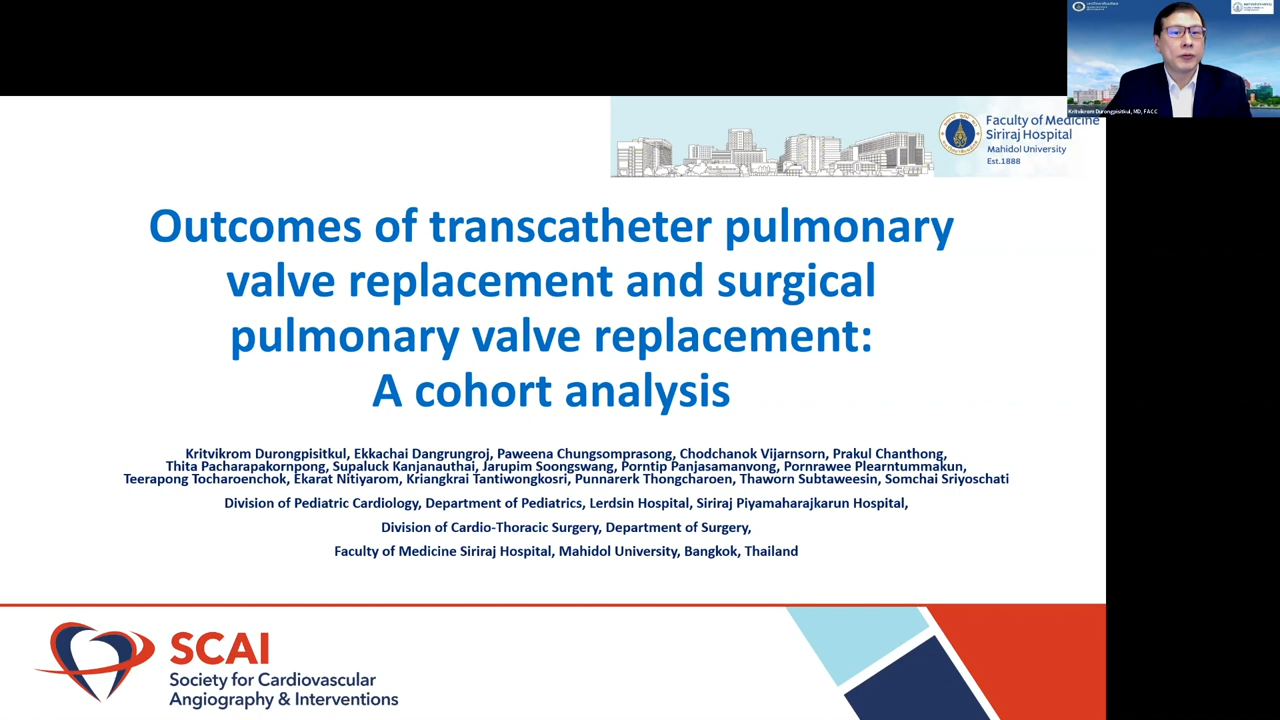 Kritvikrom Durongpisitkul, MD, FACC
Faculty of Medicine
Siriraj Hospital
Mahidol University
Est.1888
Outcomes of transcatheter pulmonary
valve replacement and surgical
pulmonary valve replacement:
A cohort analysis
Kritvikrom Durongpisitkul, Ekkachai Dangrungroj, Paweena Chungsomprasong, Chodchanok Vijarnsorn, Prakul Chanthong,
Thita Pacharapakornpong, Supaluck Kanjanauthai, Jarupim Soongswang, Porntip Panjasamanvong, Pornrawee Plearntummakun,
Teerapong Tocharoenchok, Ekarat Nitiyarom, Kriangkrai Tantiwongkosri, Punnarerk Thongcharoen, Thaworn Subtaweesin, Somchai Sriyoschati
Division of Pediatric Cardiology, Department of Pediatrics, Lerdsin Hospital, Siriraj Piyamaharajkarun Hospital,
Division of Cardio-Thoracic Surgery, Department of Surgery,
Faculty of Medicine Siriraj Hospital, Mahidol University, Bangkok, Thailand
SCAI
Society for Cardiovascular
Angiography & Interventions